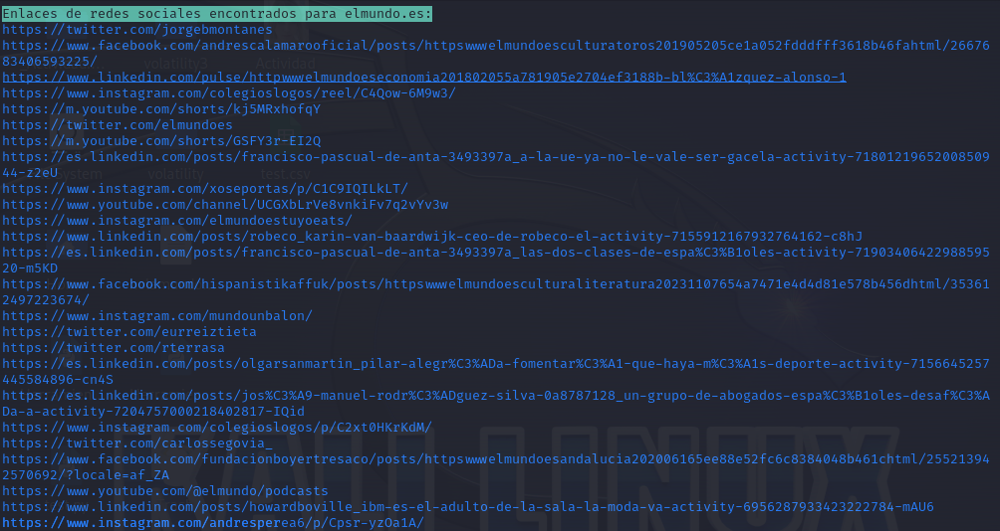 Enlaces de redes sociales encontrados para elmundo.es:
https://twitter.com/jorgebmontanes
https://www.facebook.com/andrescalamarooficial/posts/httpswwwelmundoesculturatoros201905205ce1a052fdddfff3618b46fahtml/26676
83406593225/
https://www.linkedin.com/pulse/httpwwwelmundoeseconomia201802055a781905e2704ef3188b-bl%C3%A1zquez-alonso-1
https://www.instagram.com/colegioslogos/reel/C4Qow-6M9w3/
https://m.youtube.com/shorts/kj5MRxhofqY
https://twitter.com/elmundoes
https://m.youtube.com/shorts/GSFY3r-EI2Q
https://es.linkedin.com/posts/francisco-pascual-de-anta-3493397a_a-la-ue-ya-no-le-vale-ser-gacela-activity-71801219652008509
44-z2eU
https://www.instagram.com/xoseportas/p/C1C9IQILkLT/
https://www.youtube.com/channel/UCGXbLrVe8vnkiFv7q2vYv3w
https://www.instagram.com/elmundoestuyoeats/
https://www.linkedin.com/posts/robeco_karin-van-baardwijk-ceo-de-robeco-el-activity-7155912167932764162-c8hJ
https://es.linkedin.com/posts/francisco-pascual-de-anta-3493397a_las-dos-clases-de-espa%C3%B1oles-activity-71903406422988595
20-m5KD
https://www.facebook.com/hispanistikaffuk/posts/httpswwwelmundoesculturaliteratura20231107654a7471e4d4d81e578b456dhtml/353612
2497223674/
https://www.instagram.com/mundounbalon/
https://twitter.com/eurreiztieta
https://twitter.com/rterrasa
https://es.linkedin.com/posts/olgarsanmartin_pilar-alegr%C3%ADa-fomentar%C3%A1-que-haya-m%C3%A1s-deporte-activity-7156645257
445584896-cn4S
https://es.linkedin.com/posts/jos%C3%A9-manuel-rodr%C3%ADguez-silva-0a8787128_un-grupo-de-abogados-espa%C3%B1oles-desaf%C3%A
Da-a-activity-7204757000218402817-IQid
https://www.instagram.com/colegioslogos/p/C2xt0HKrKdM/
https://twitter.com/carlossegovia_
https://www.facebook.com/fundacionboyertresaco/posts/httpswwwelmundoesandalucia202006165ee88e52fc6c8384048b461chtml/25521394
2570692/?locale=af_ZA
https://www.youtube.com/@elmundo/podcasts
https://www.linkedin.com/posts/howardboville_ibm-es-el-adulto-de-la-sala-la-moda-va-activity-6956287933423222784-mAU6
https://www.instagram.com/andresperea6/p/Cpsr-yzOa1A/
volatility3
Actividad
system
volatility
test.csv
KALI LINUX